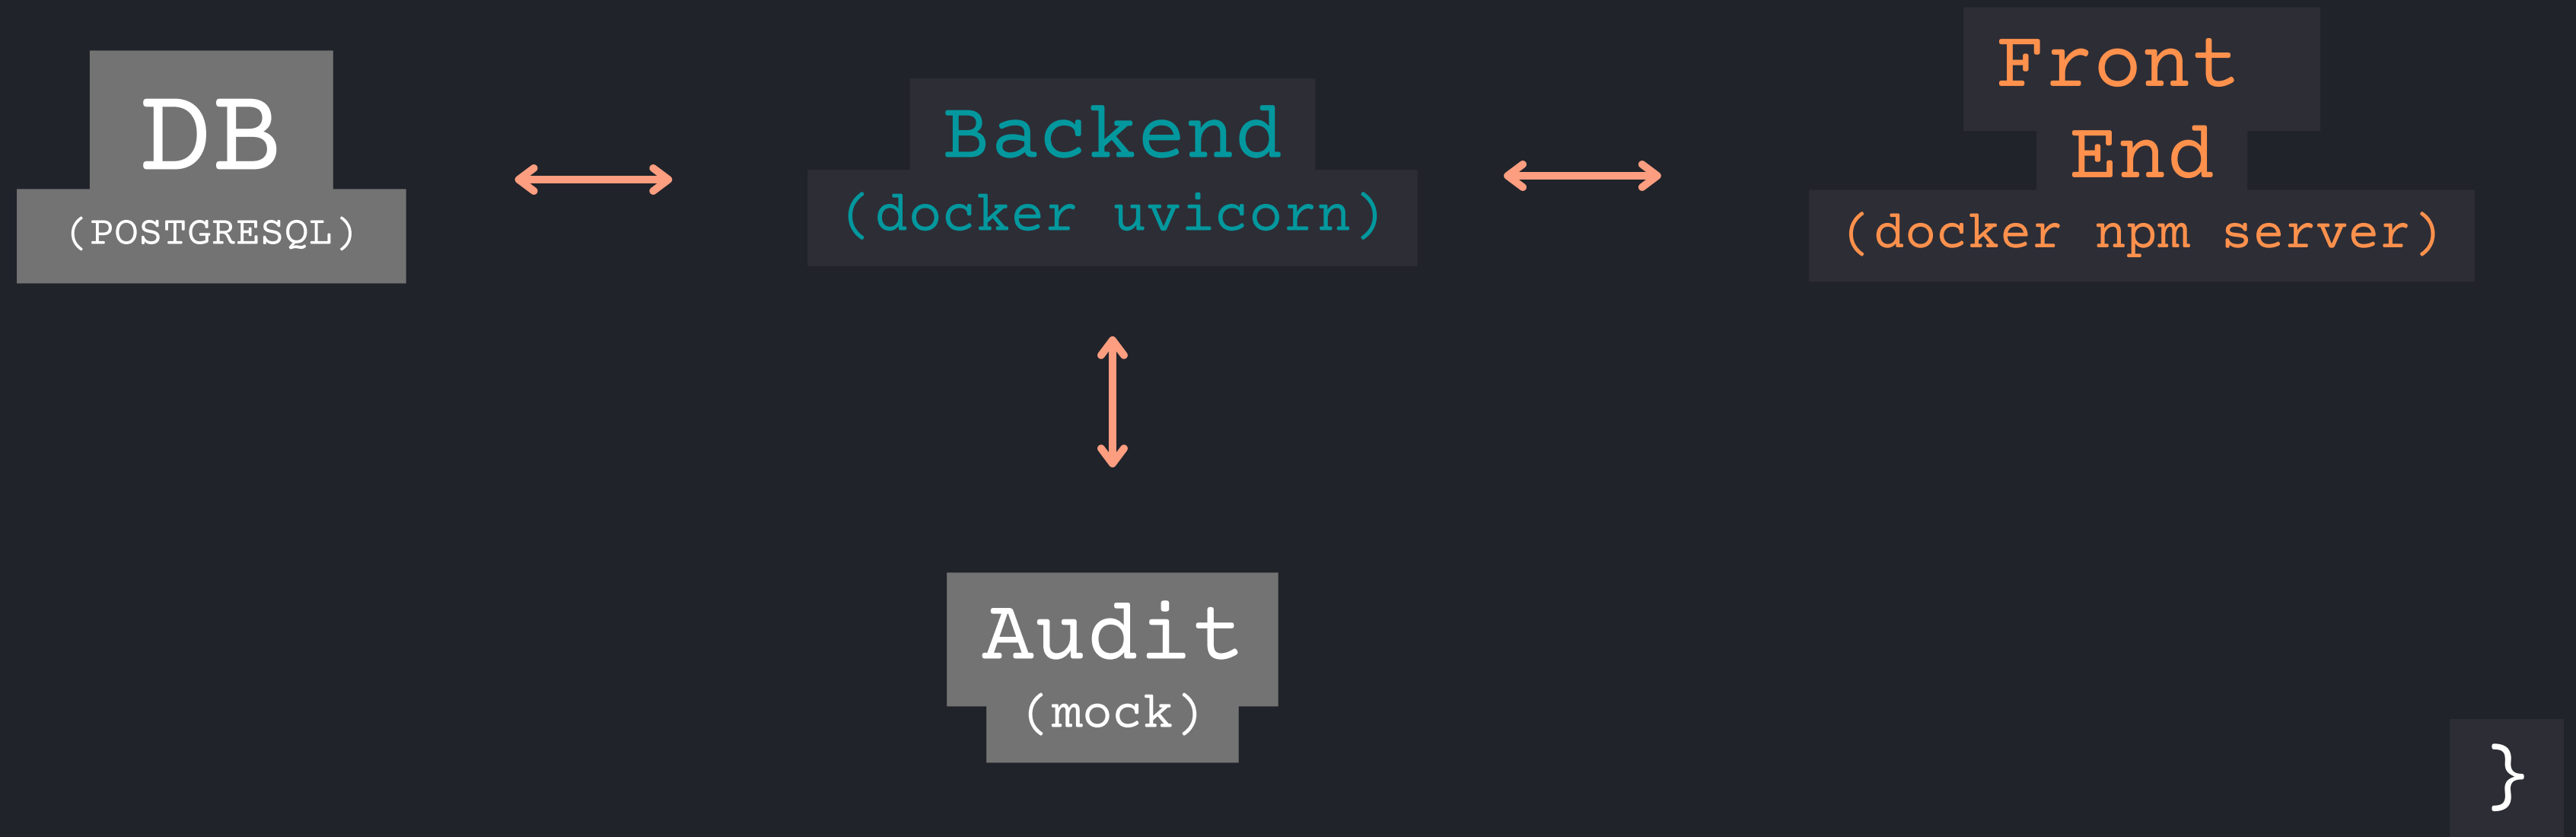 DB
(POSTGRESQL)
Backend
(docker uvicorn)
Front
End
(docker npm server)
Audit
(mock)
}